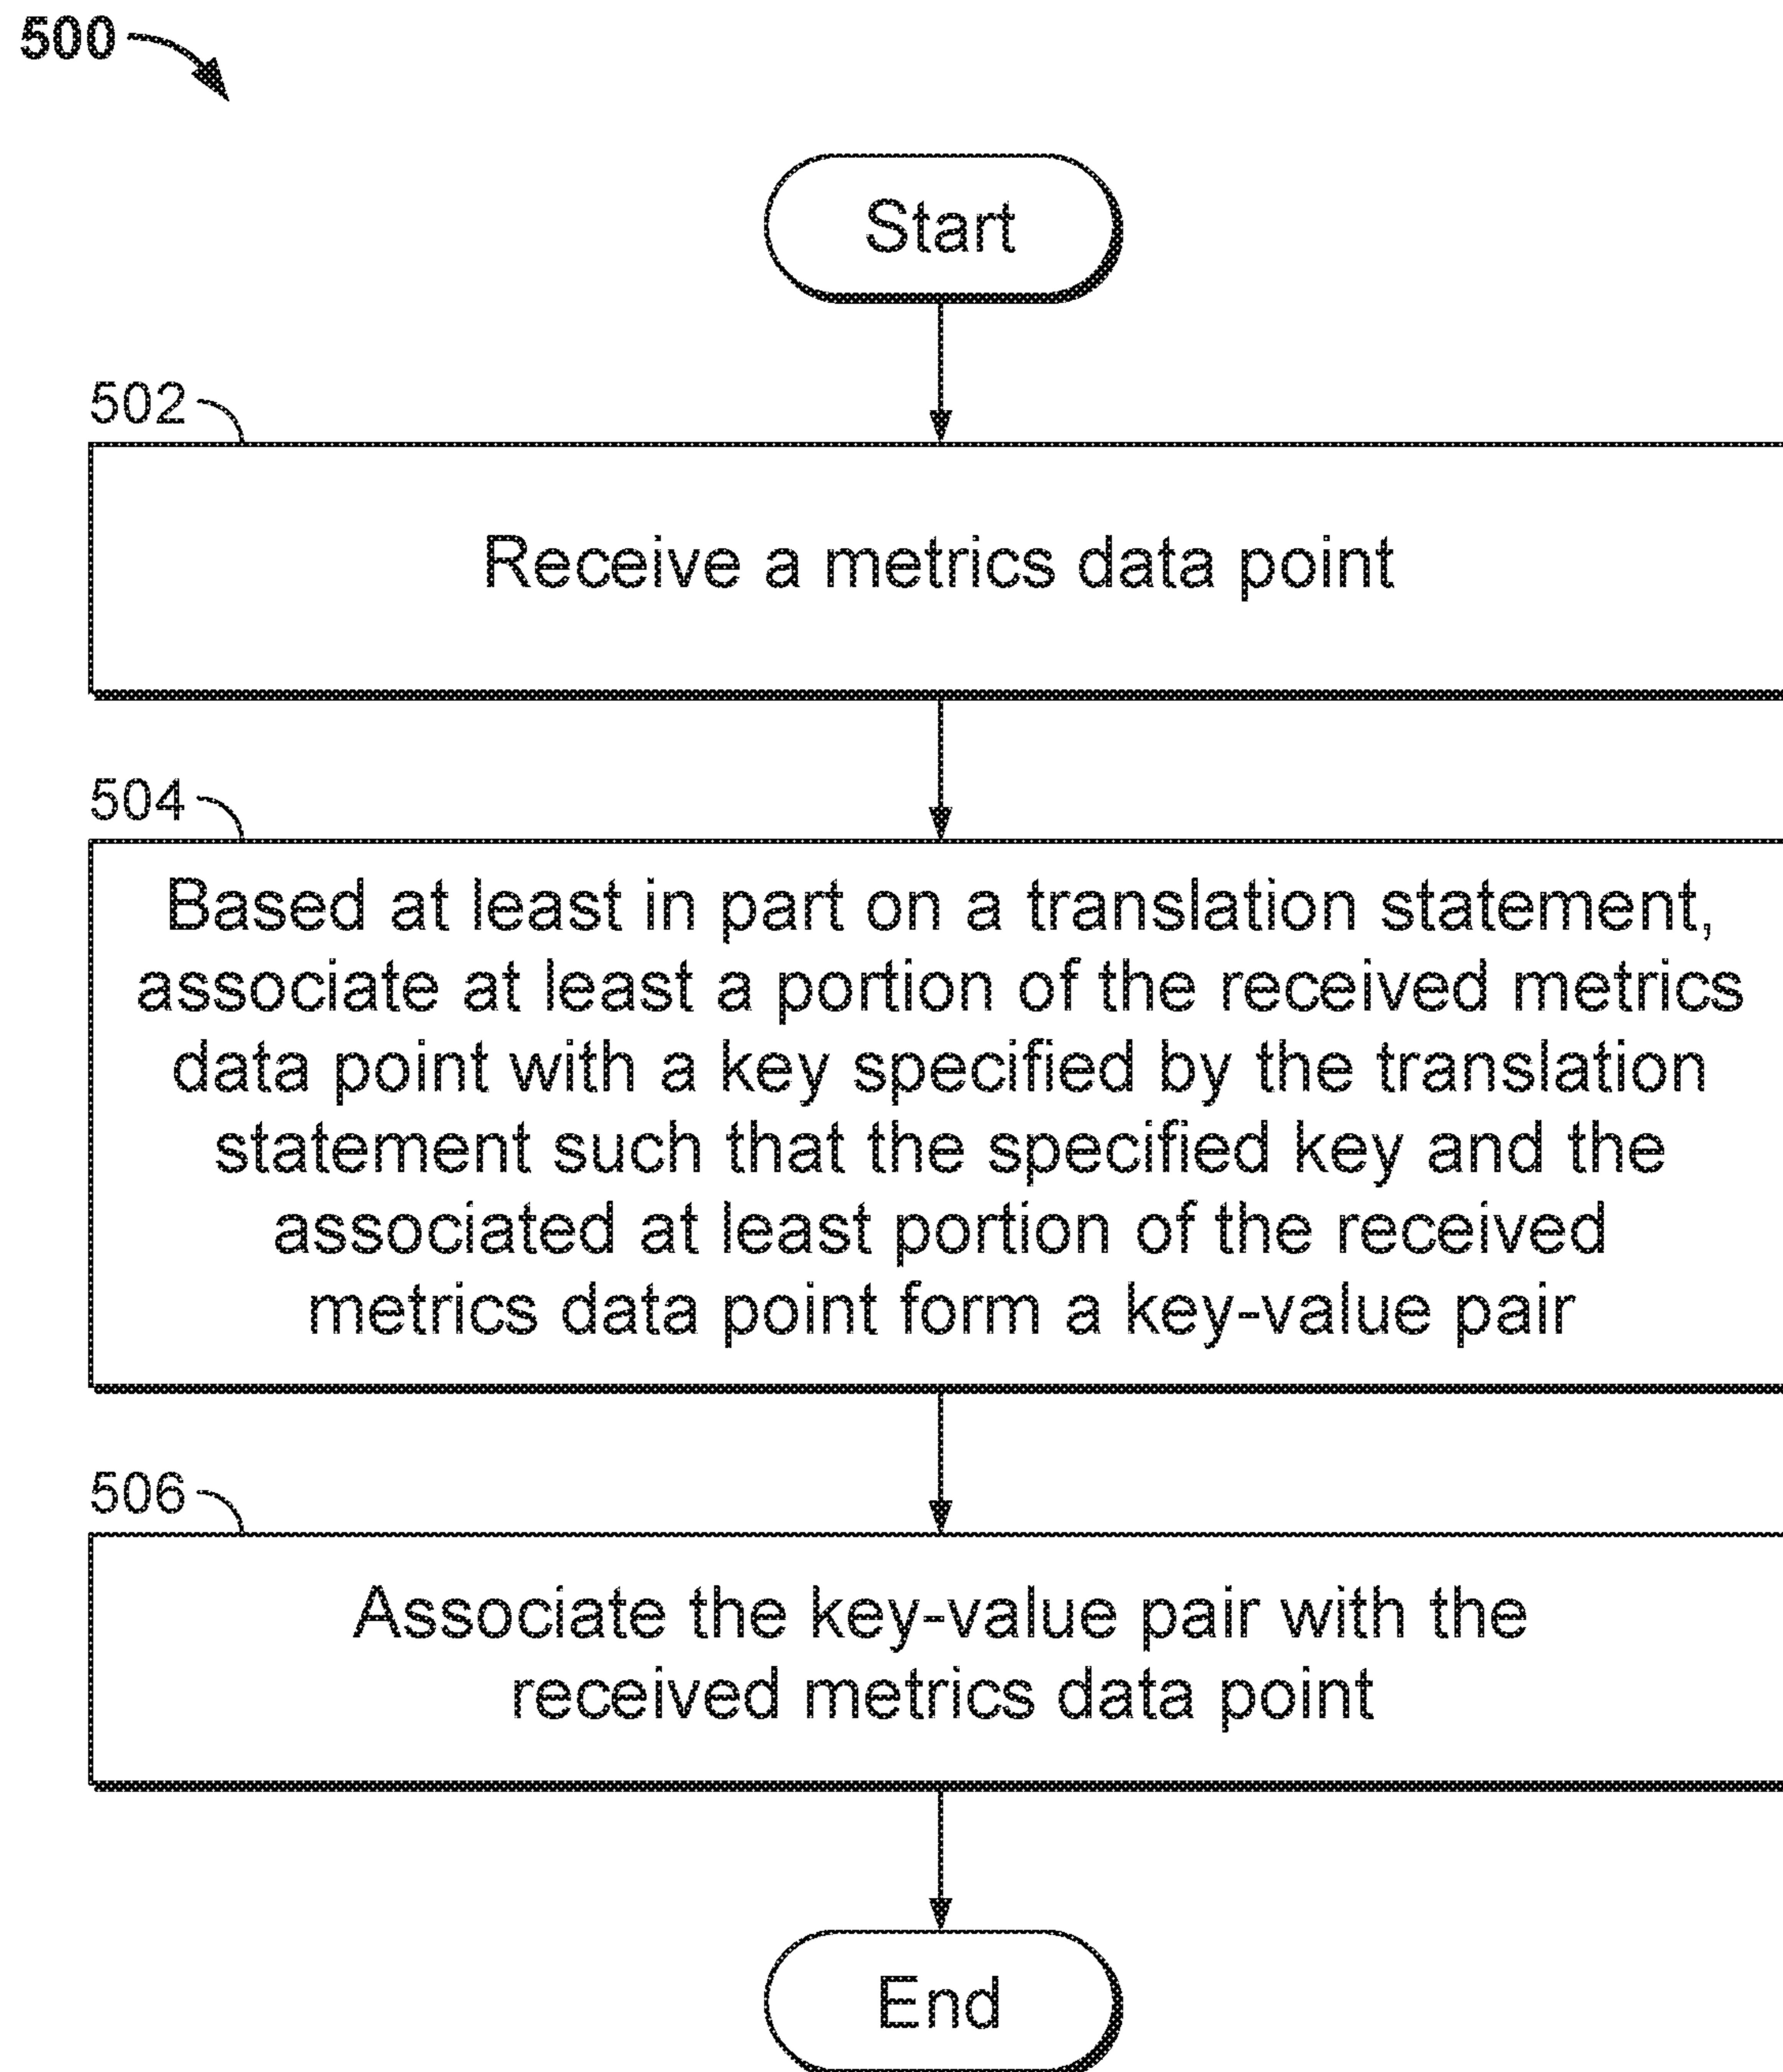 500
Start
502
Receive a metrics data point
504
Based at least in part on a translation statement,
associate at least a portion of the received metrics
data point with a key specified by the translation
statement such that the specified key and the
associated at least portion of the received
metrics data point form a key-value pair
506
Associate the key-value pair with the
received metrics data point
End